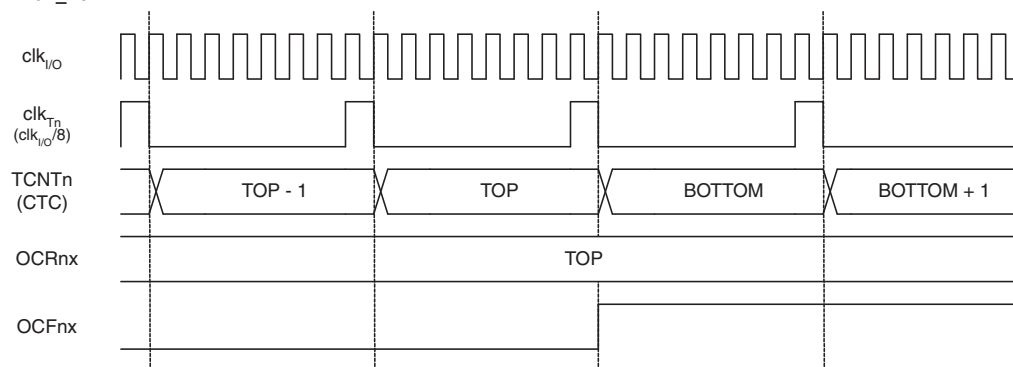 clkI/O
clkTn
(clkI/O/8)
TCNTn
(CTC)
TOP - 1
TOP
BOTTOM
BOTTOM + 1
OCRnx
TOP
OCFnx